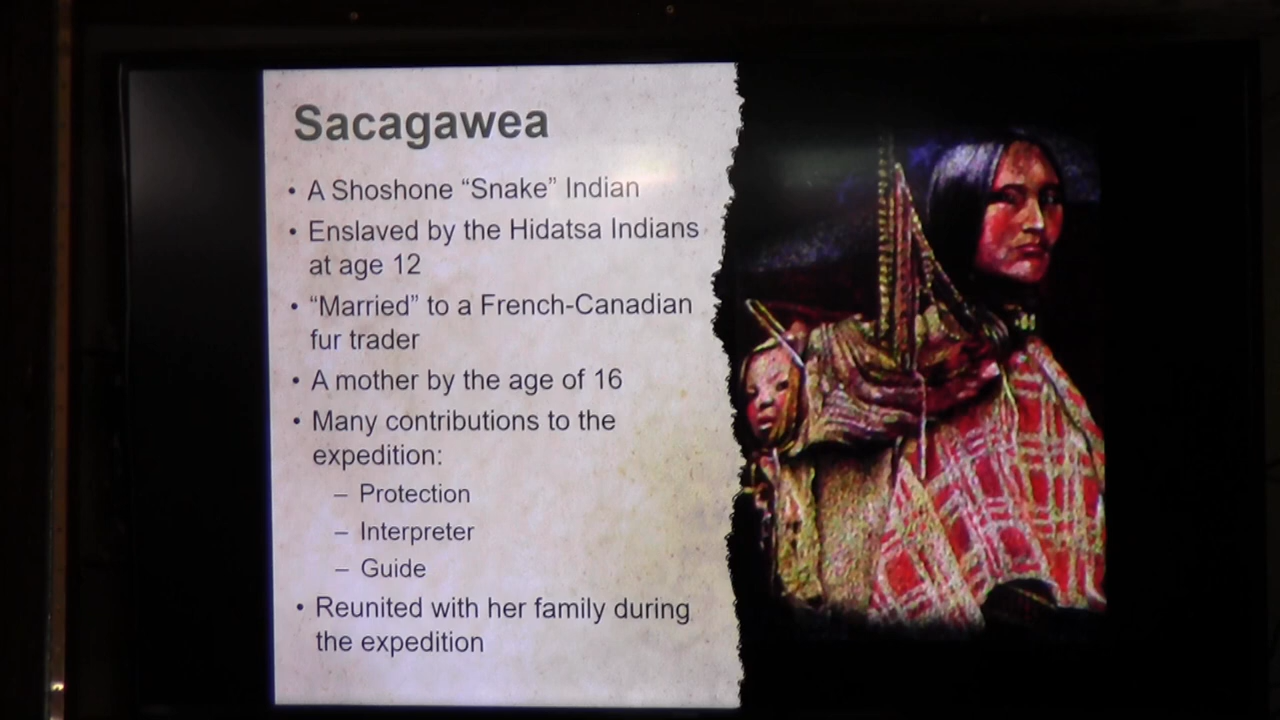 Sacagawea
• A Shoshone “Snake” Indian
• Enslaved by the Hidatsa Indians
at age 12
• “Married” to a French-Canadian
fur trader
• A mother by the age of 16
• Many contributions to the
expedition:
– Protection
– Interpreter
– Guide
• Reunited with her family during
the expedition